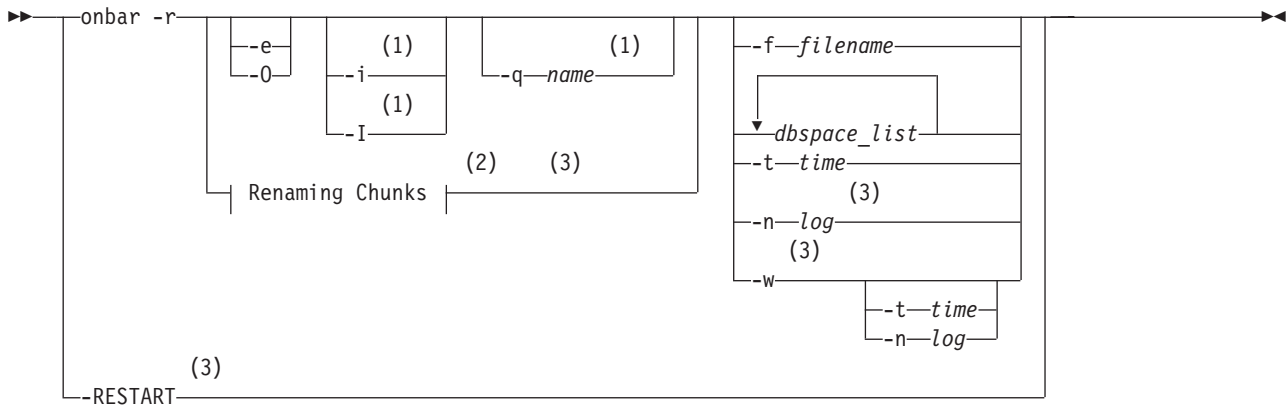 onbar -r
-e (1) (1) -f filename
-O -i -q name
(1)
-I dbspace_list
(2) (3) -t time
Renaming Chunks (3)
-n log
(3)
-w
-t time
-n log
(3)
-RESTART